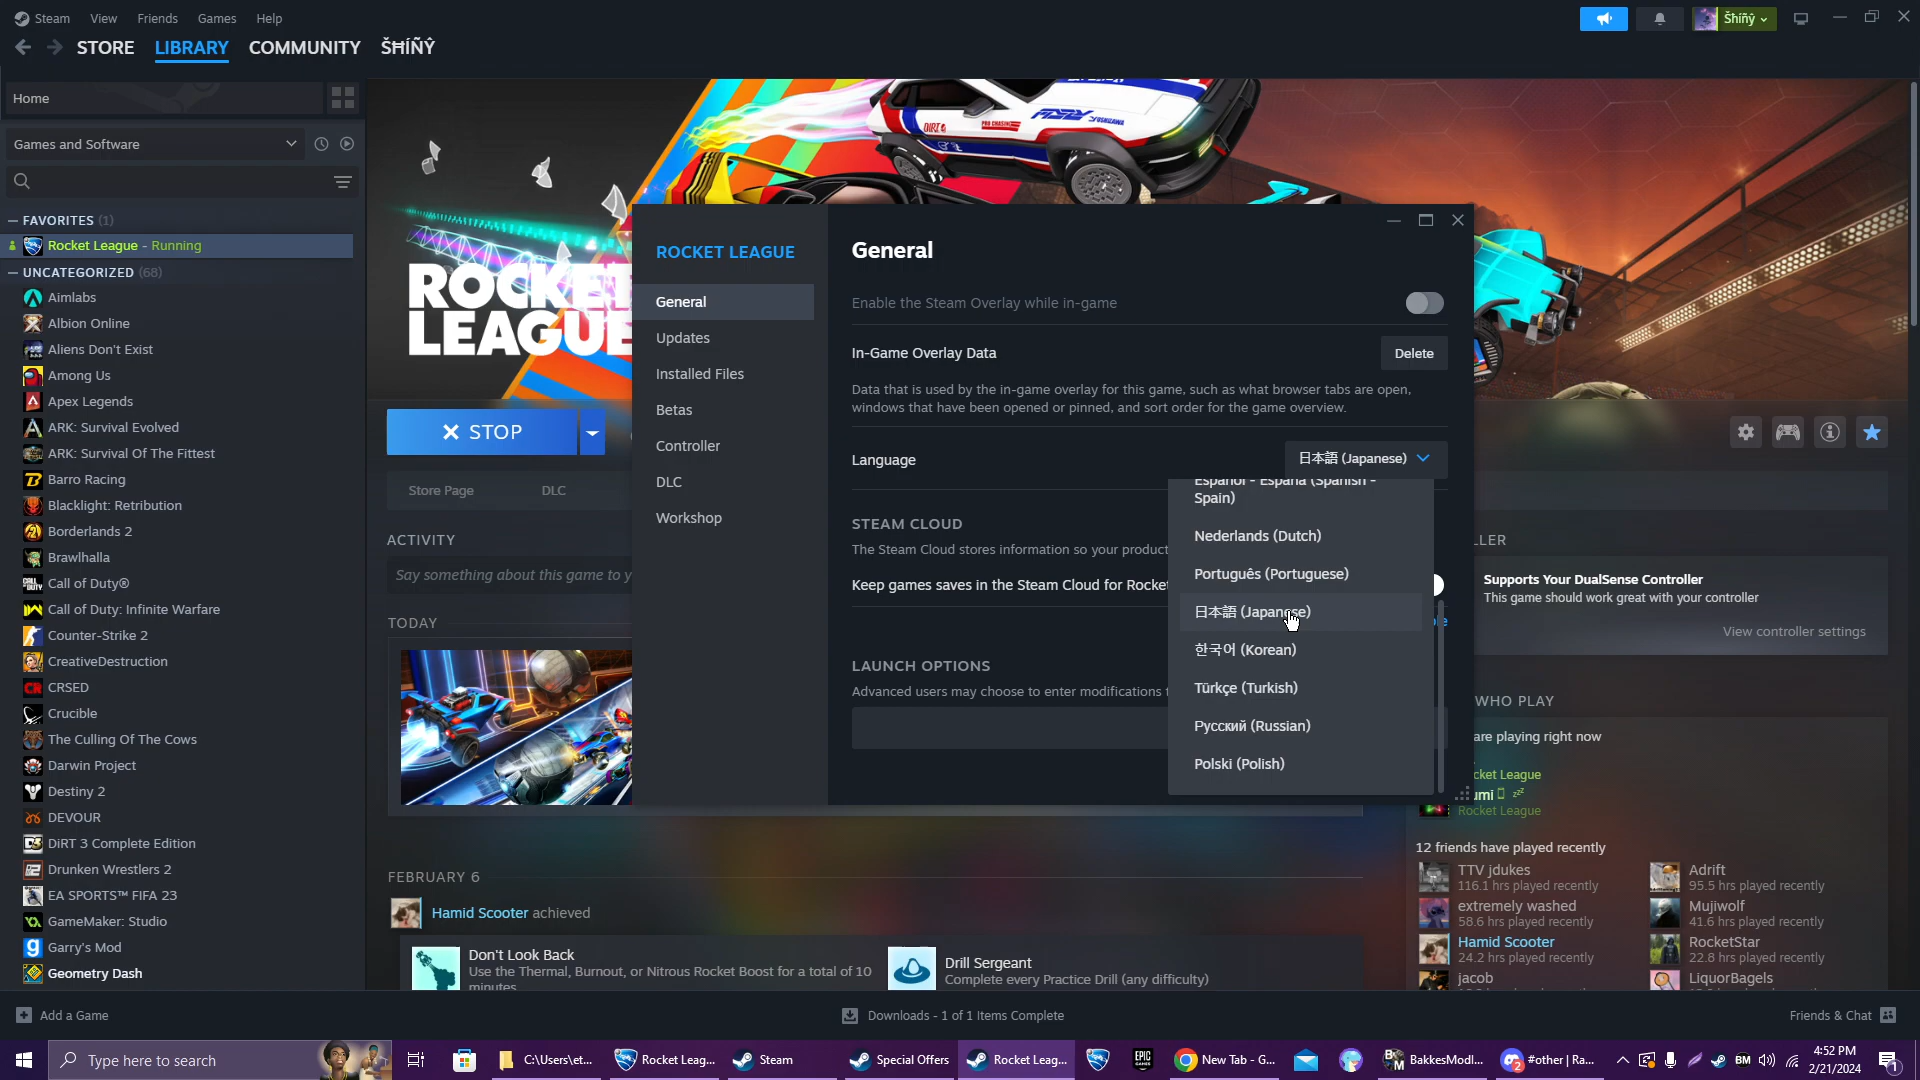 Steam View Friends Games Help
Šħíñŷ
STORE LIBRARY COMMUNITY ŠĦÍÑŶ
Home
Games and Software
FAVORITES (1)
Rocket League - Running
UNCATEGORIZED (68)
Aimlabs
Albion Online
Aliens Don't Exist
Among Us
Apex Legends
ARK: Survival Evolved
ARK: Survival Of The Fittest
Barro Racing
Blacklight: Retribution
Borderlands 2
Brawlhalla
Call of Duty®
Call of Duty: Infinite Warfare
Counter-Strike 2
CreativeDestruction
CRSED
Crucible
The Culling Of The Cows
Darwin Project
Destiny 2
DEVOUR
DiRT 3 Complete Edition
Drunken Wrestlers 2
EA SPORTS™ FIFA 23
GameMaker: Studio
Garry's Mod
Geometry Dash
ROCKET
LEAGUE
STOP
Store Page DLC
ACTIVITY
Say something about this game to y
TODAY
FEBRUARY 6
Hamid Scooter achieved
Don't Look Back
Use the Thermal, Burnout, or Nitrous Rocket Boost for a total of 10
minutes
Drill Sergeant
Complete every Practice Drill (any difficulty)
ROCKET LEAGUE
General
Updates
Installed Files
Betas
Controller
DLC
Workshop
General
Enable the Steam Overlay while in-game
In-Game Overlay Data
Delete
Data that is used by the in-game overlay for this game, such as what browser tabs are open,
windows that have been opened or pinned, and sort order for the game overview.
Language
日本語 (Japanese)
STEAM CLOUD
The Steam Cloud stores information so your product
Keep games saves in the Steam Cloud for Rocket
LAUNCH OPTIONS
Advanced users may choose to enter modifications t
Español - España (Spanish -
Spain)
Nederlands (Dutch)
Português (Portuguese)
日本語 (Japanese)
한국어 (Korean)
Türkçe (Turkish)
Русский (Russian)
Polski (Polish)
LLER
Supports Your DualSense Controller
This game should work great with your controller
View controller settings
WHO PLAY
are playing right now
cket League
umi
Rocket League
12 friends have played recently
TTV jdukes
116.1 hrs played recently
Adrift
95.5 hrs played recently
extremely washed
58.6 hrs played recently
Mujiwolf
41.6 hrs played recently
Hamid Scooter
24.2 hrs played recently
RocketStar
22.8 hrs played recently
jacob
LiquorBagels
Add a Game
Downloads - 1 of 1 Items Complete
Friends & Chat
Type here to search
C:\Users\et...
Rocket Leag...
Steam
Special Offers
Rocket Leag...
New Tab - G...
BakkesModI...
#other | Ra...
4:52 PM
2/21/2024